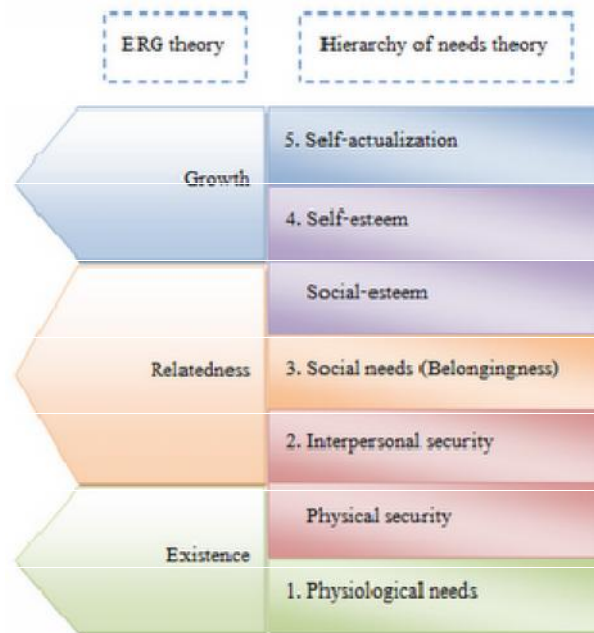 ERG theory
Hierarchy of needs theory
5. Self-actualization
Growth
4. Self-esteem
Social-esteem
Relatedness
3. Social needs (Belongingness)
2. Interpersonal security
Physical security
Existence
1. Physiological needs